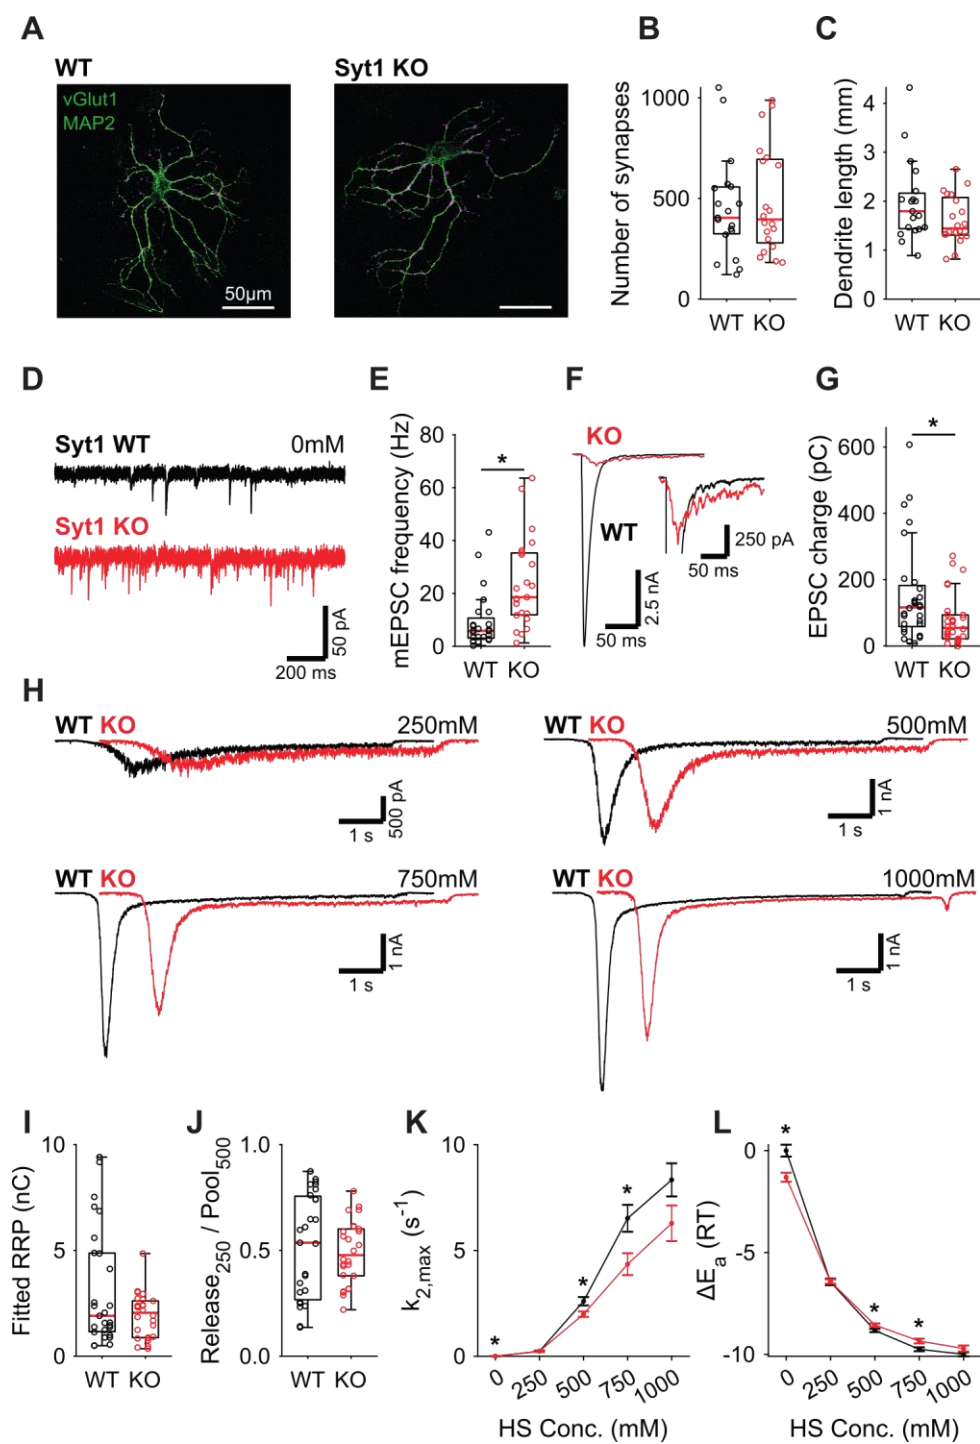 A
WT
Syt1 KO
vGlut1
MAP2
50µm
B
Number of synapses
1000
500
0
WT KO
C
Dendrite length (mm)
4
3
2
1
0
WT KO
D
Syt1 WT
0mM
Syt1 KO
50 pA
200 ms
E
mEPSC frequency (Hz)
80
60
40
20
0
*
WT KO
F
KO
WT
250 pA
50 ms
2.5 nA
50 ms
G
EPSC charge (pC)
600
400
200
0
*
WT KO
H
WT KO 250mM
500 pA
1 s
WT KO 500mM
1 nA
1 s
WT KO 750mM
1 nA
1 s
WT KO 1000mM
1 nA
1 s
I
Fitted RRP (nC)
10
5
0
WT KO
J
Release250 / Pool500
1.0
0.5
0.0
WT KO
K
k2,max (s-1)
10
5
0
* * *
0 250 500 750 1000
HS Conc. (mM)
L
ΔEa (RT)
0
-5
-10
* * *
0 250 500 750 1000
HS Conc. (mM)